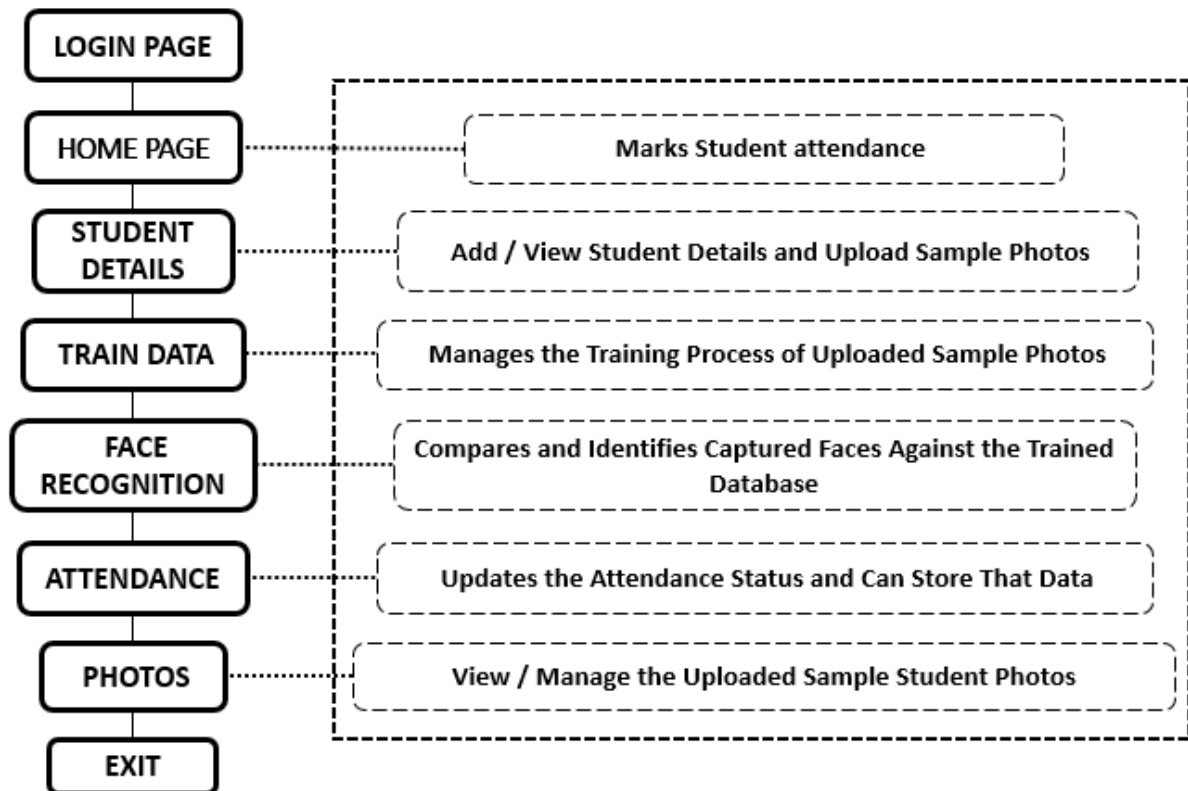 LOGIN PAGE
HOME PAGE
Marks Student attendance
STUDENT
DETAILS
Add / View Student Details and Upload Sample Photos
TRAIN DATA
Manages the Training Process of Uploaded Sample Photos
FACE
RECOGNITION
Compares and Identifies Captured Faces Against the Trained
Database
ATTENDANCE
Updates the Attendance Status and Can Store That Data
PHOTOS
View / Manage the Uploaded Sample Student Photos
EXIT